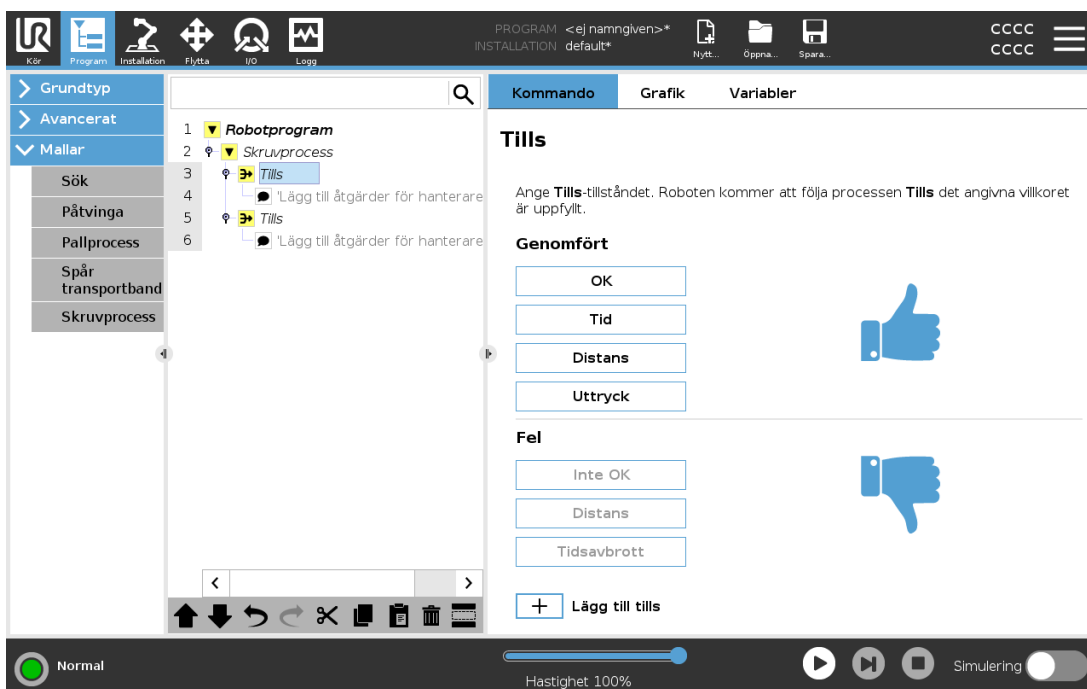 UR
Kör
Program
Installation
Flytta
I/O
Logg
PROGRAM <ej namngiven>*
INSTALLATION default*
Nytt...
Öppna...
Spara...
cccc
cccc
Grundtyp
Avancerat
Mallar
Sök
Påtvinga
Pallprocess
Spår
transportband
Skruvprocess
1 Robotprogram
2 Skruvprocess
3 Tills
4 'Lägg till åtgärder för hanterare
5 Tills
6 'Lägg till åtgärder för hanterare
Kommando Grafik Variabler
Tills
Ange Tills-tillståndet. Roboten kommer att följa processen Tills det angivna villkoret
är uppfyllt.
Genomfört
OK
Tid
Distans
Uttryck
Fel
Inte OK
Distans
Tidsavbrott
+ Lägg till tills
Normal
Hastighet 100%
Simulering